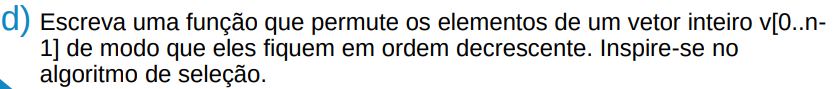 d) Escreva uma função que permute os elementos de um vetor inteiro v[0..n-
1] de modo que eles fiquem em ordem decrescente. Inspire-se no
algoritmo de seleção.